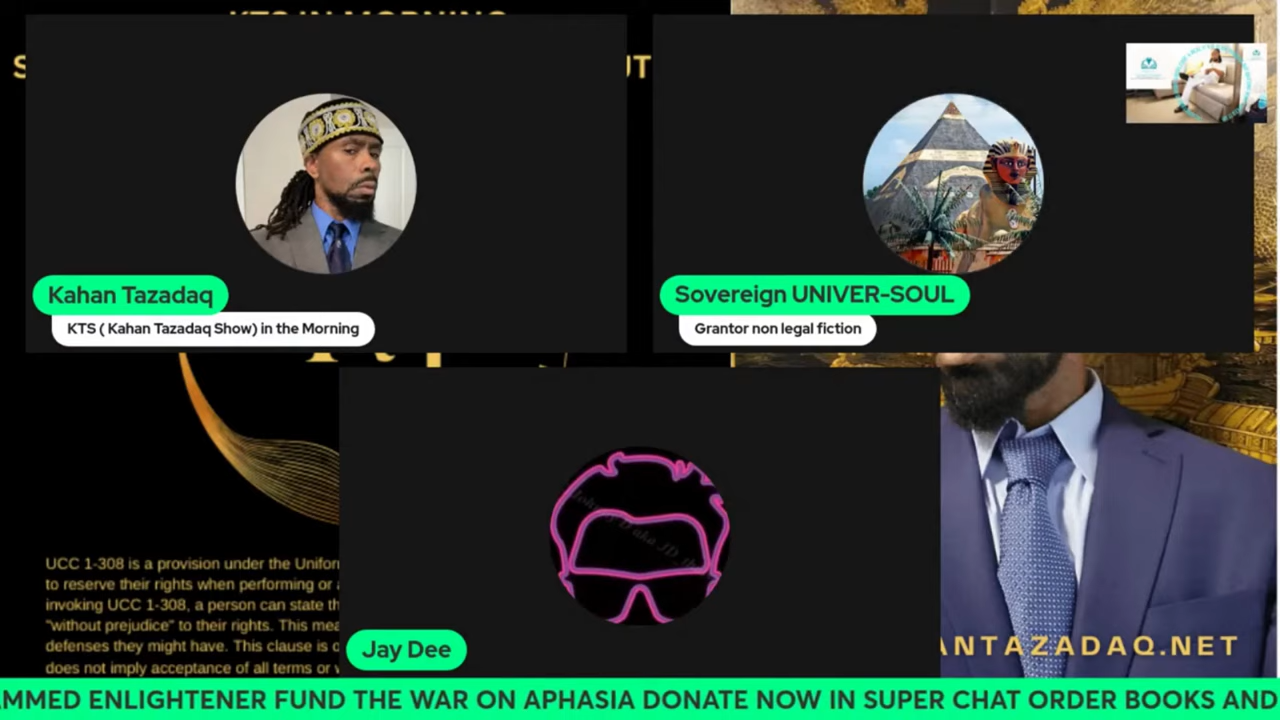 KTS IN MORNING
Kahan Tazadaq
KTS ( Kahan Tazadaq Show) in the Morning
Sovereign UNIVER-SOUL
Grantor non legal fiction
UCC 1-308 is a provision under the Unifor
to reserve their rights when performing or
invoking UCC 1-308, a person can state th
"without prejudice" to their rights. This mea
defenses they might have. This clause is
does not imply acceptance of all terms or
Jay Dee
ANTAZADAQ.NET
AMMED ENLIGHTENER FUND THE WAR ON APHASIA DONATE NOW IN SUPER CHAT ORDER BOOKS AND